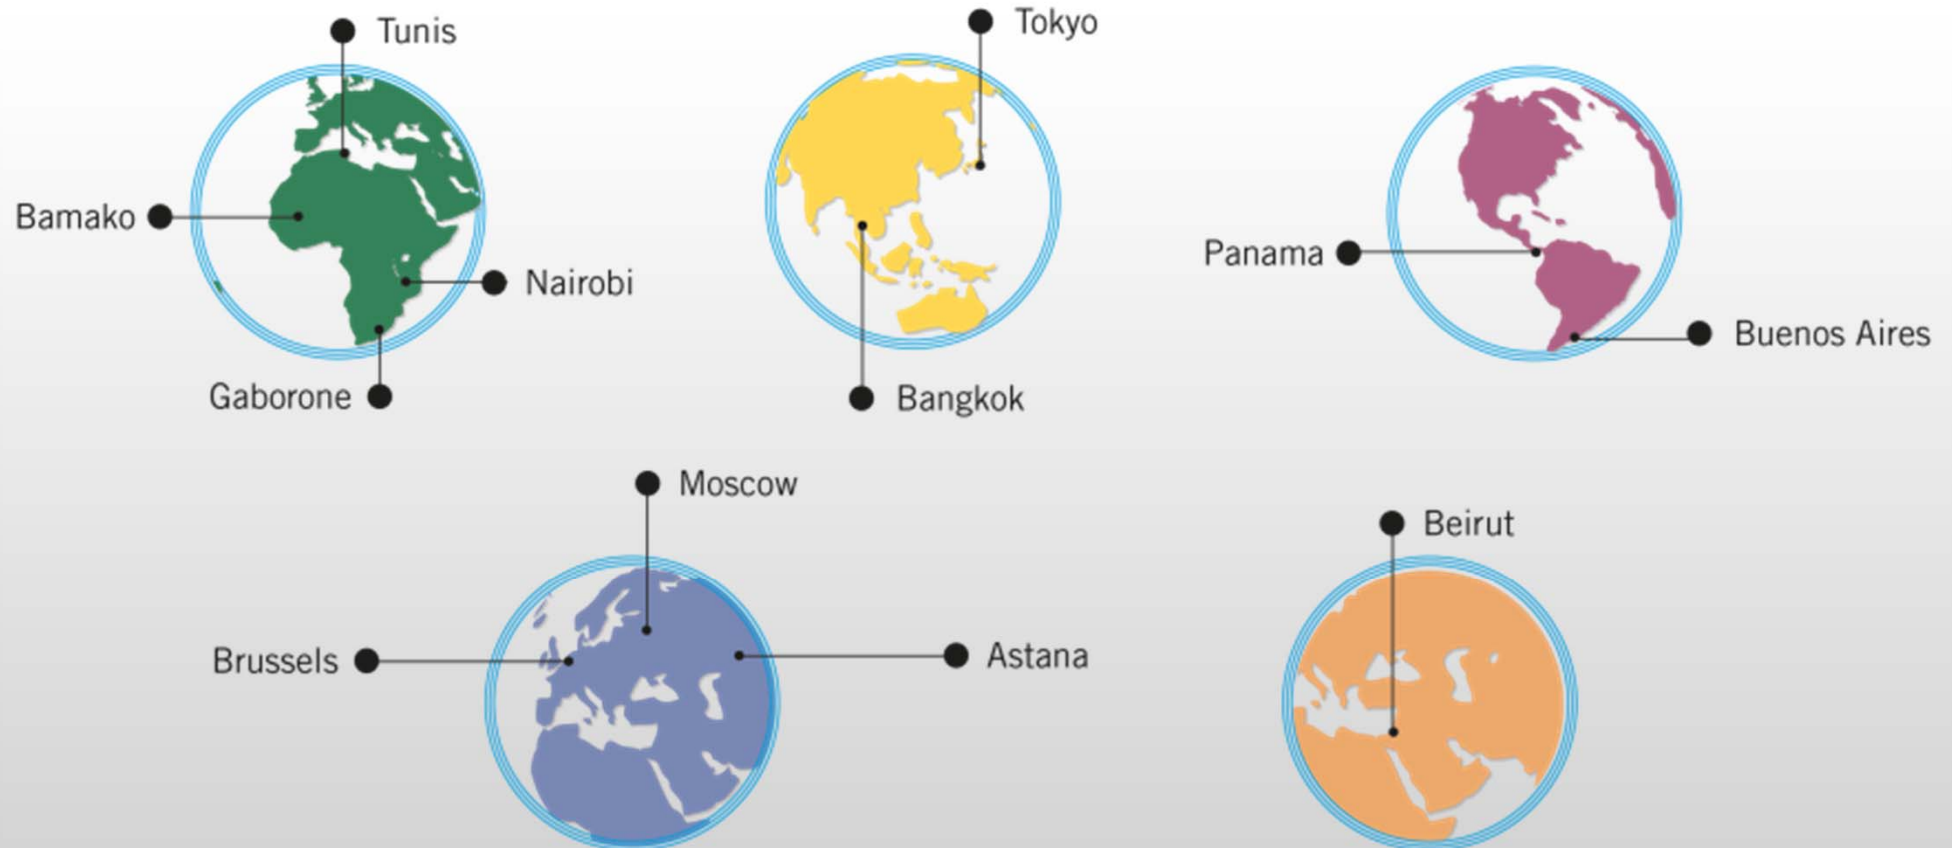 Tunis
Tokyo
Bamako
Nairobi
Panama
Buenos Aires
Gaborone
Bangkok
Moscow
Beirut
Brussels
Astana